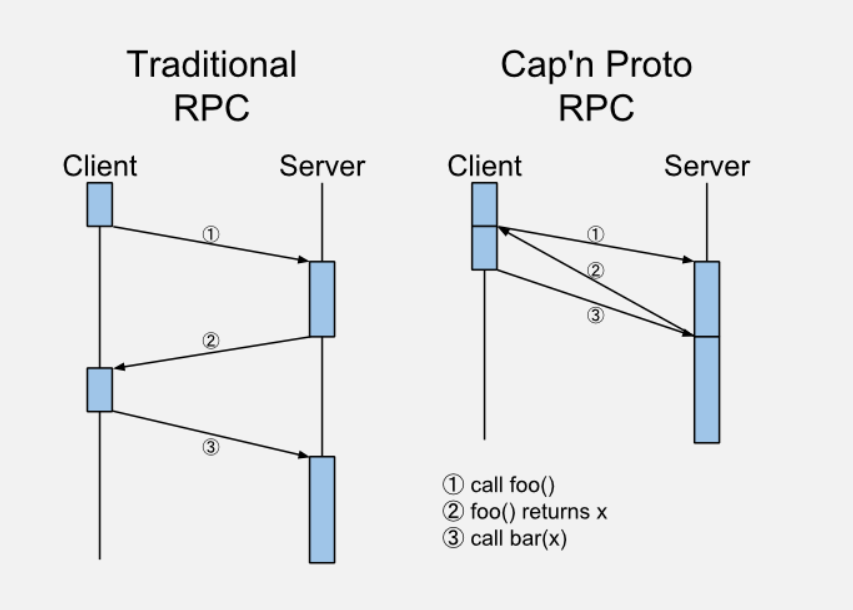 Traditional
RPC
Client
Server
①
②
③
Cap'n Proto
RPC
Client
Server
①
②
③
① call foo()
② foo() returns x
③ call bar(x)